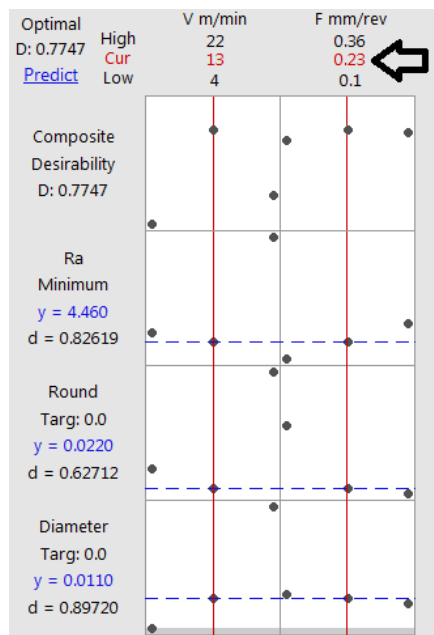 Optimal
D: 0.7747
Predict
V m/min
F mm/rev
High
22
0.36
Cur
13
0.23
Low
4
0.1
Composite
Desirability
D: 0.7747
Ra
Minimum
y = 4.460
d = 0.82619
Round
Targ: 0.0
y = 0.0220
d = 0.62712
Diameter
Targ: 0.0
y = 0.0110
d = 0.89720